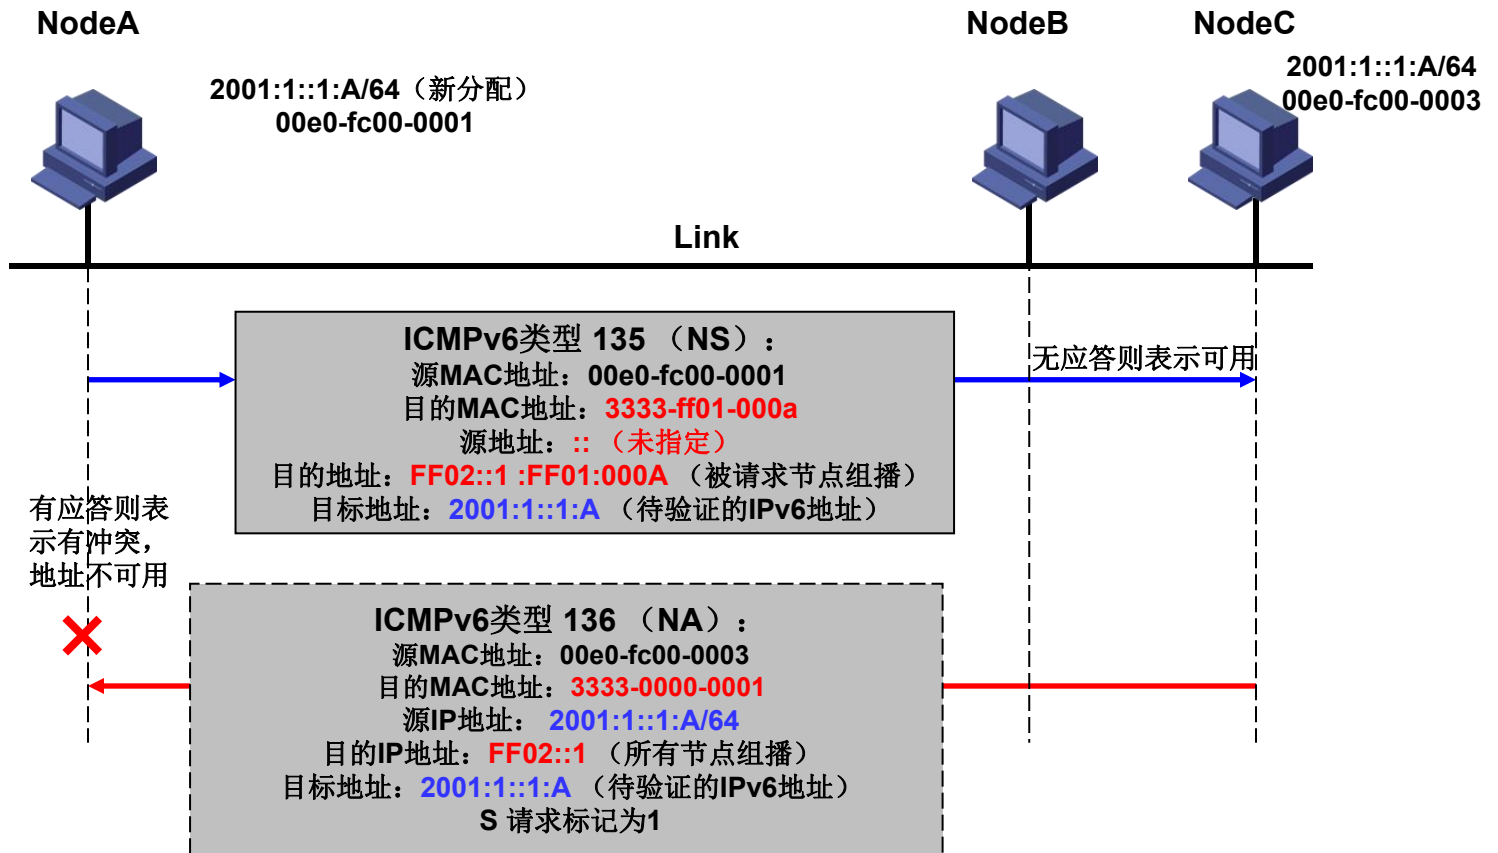 NodeA
NodeB
NodeC
2001:1::1:A/64（新分配）
00e0-fc00-0001
2001:1::1:A/64
00e0-fc00-0003
Link
ICMPv6类型 135 （NS）：
源MAC地址：00e0-fc00-0001
目的MAC地址：3333-ff01-000a
源地址：:: （未指定）
目的地址：FF02::1 :FF01:000A （被请求节点组播）
目标地址：2001:1::1:A （待验证的IPv6地址）
无应答则表示可用
有应答则表
示有冲突，
地址不可用
ICMPv6类型 136 （NA）：
源MAC地址：00e0-fc00-0003
目的MAC地址：3333-0000-0001
源IP地址： 2001:1::1:A/64
目的IP地址：FF02::1 （所有节点组播）
目标地址：2001:1::1:A （待验证的IPv6地址）
S 请求标记为1